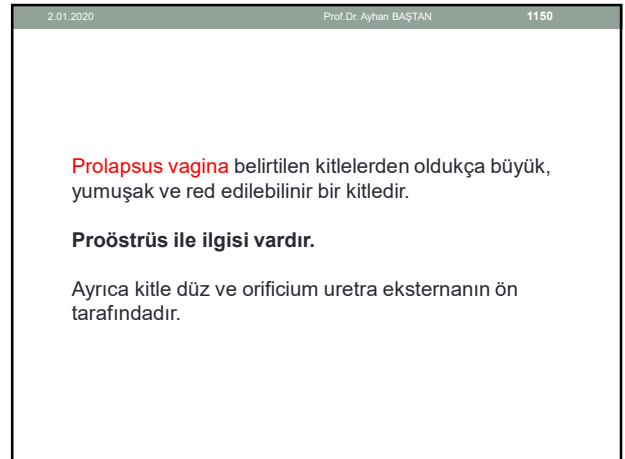 2.01.2020 Prof.Dr. Ayhan BAŞTAN 1150
Prolapsus vagina belirtilen kitlelerden oldukça büyük,
yumuşak ve red edilebilinir bir kitledir.
Proöstrüs ile ilgisi vardır.
Ayrıca kitle düz ve orificium uretra eksternanın ön
tarafındadır.